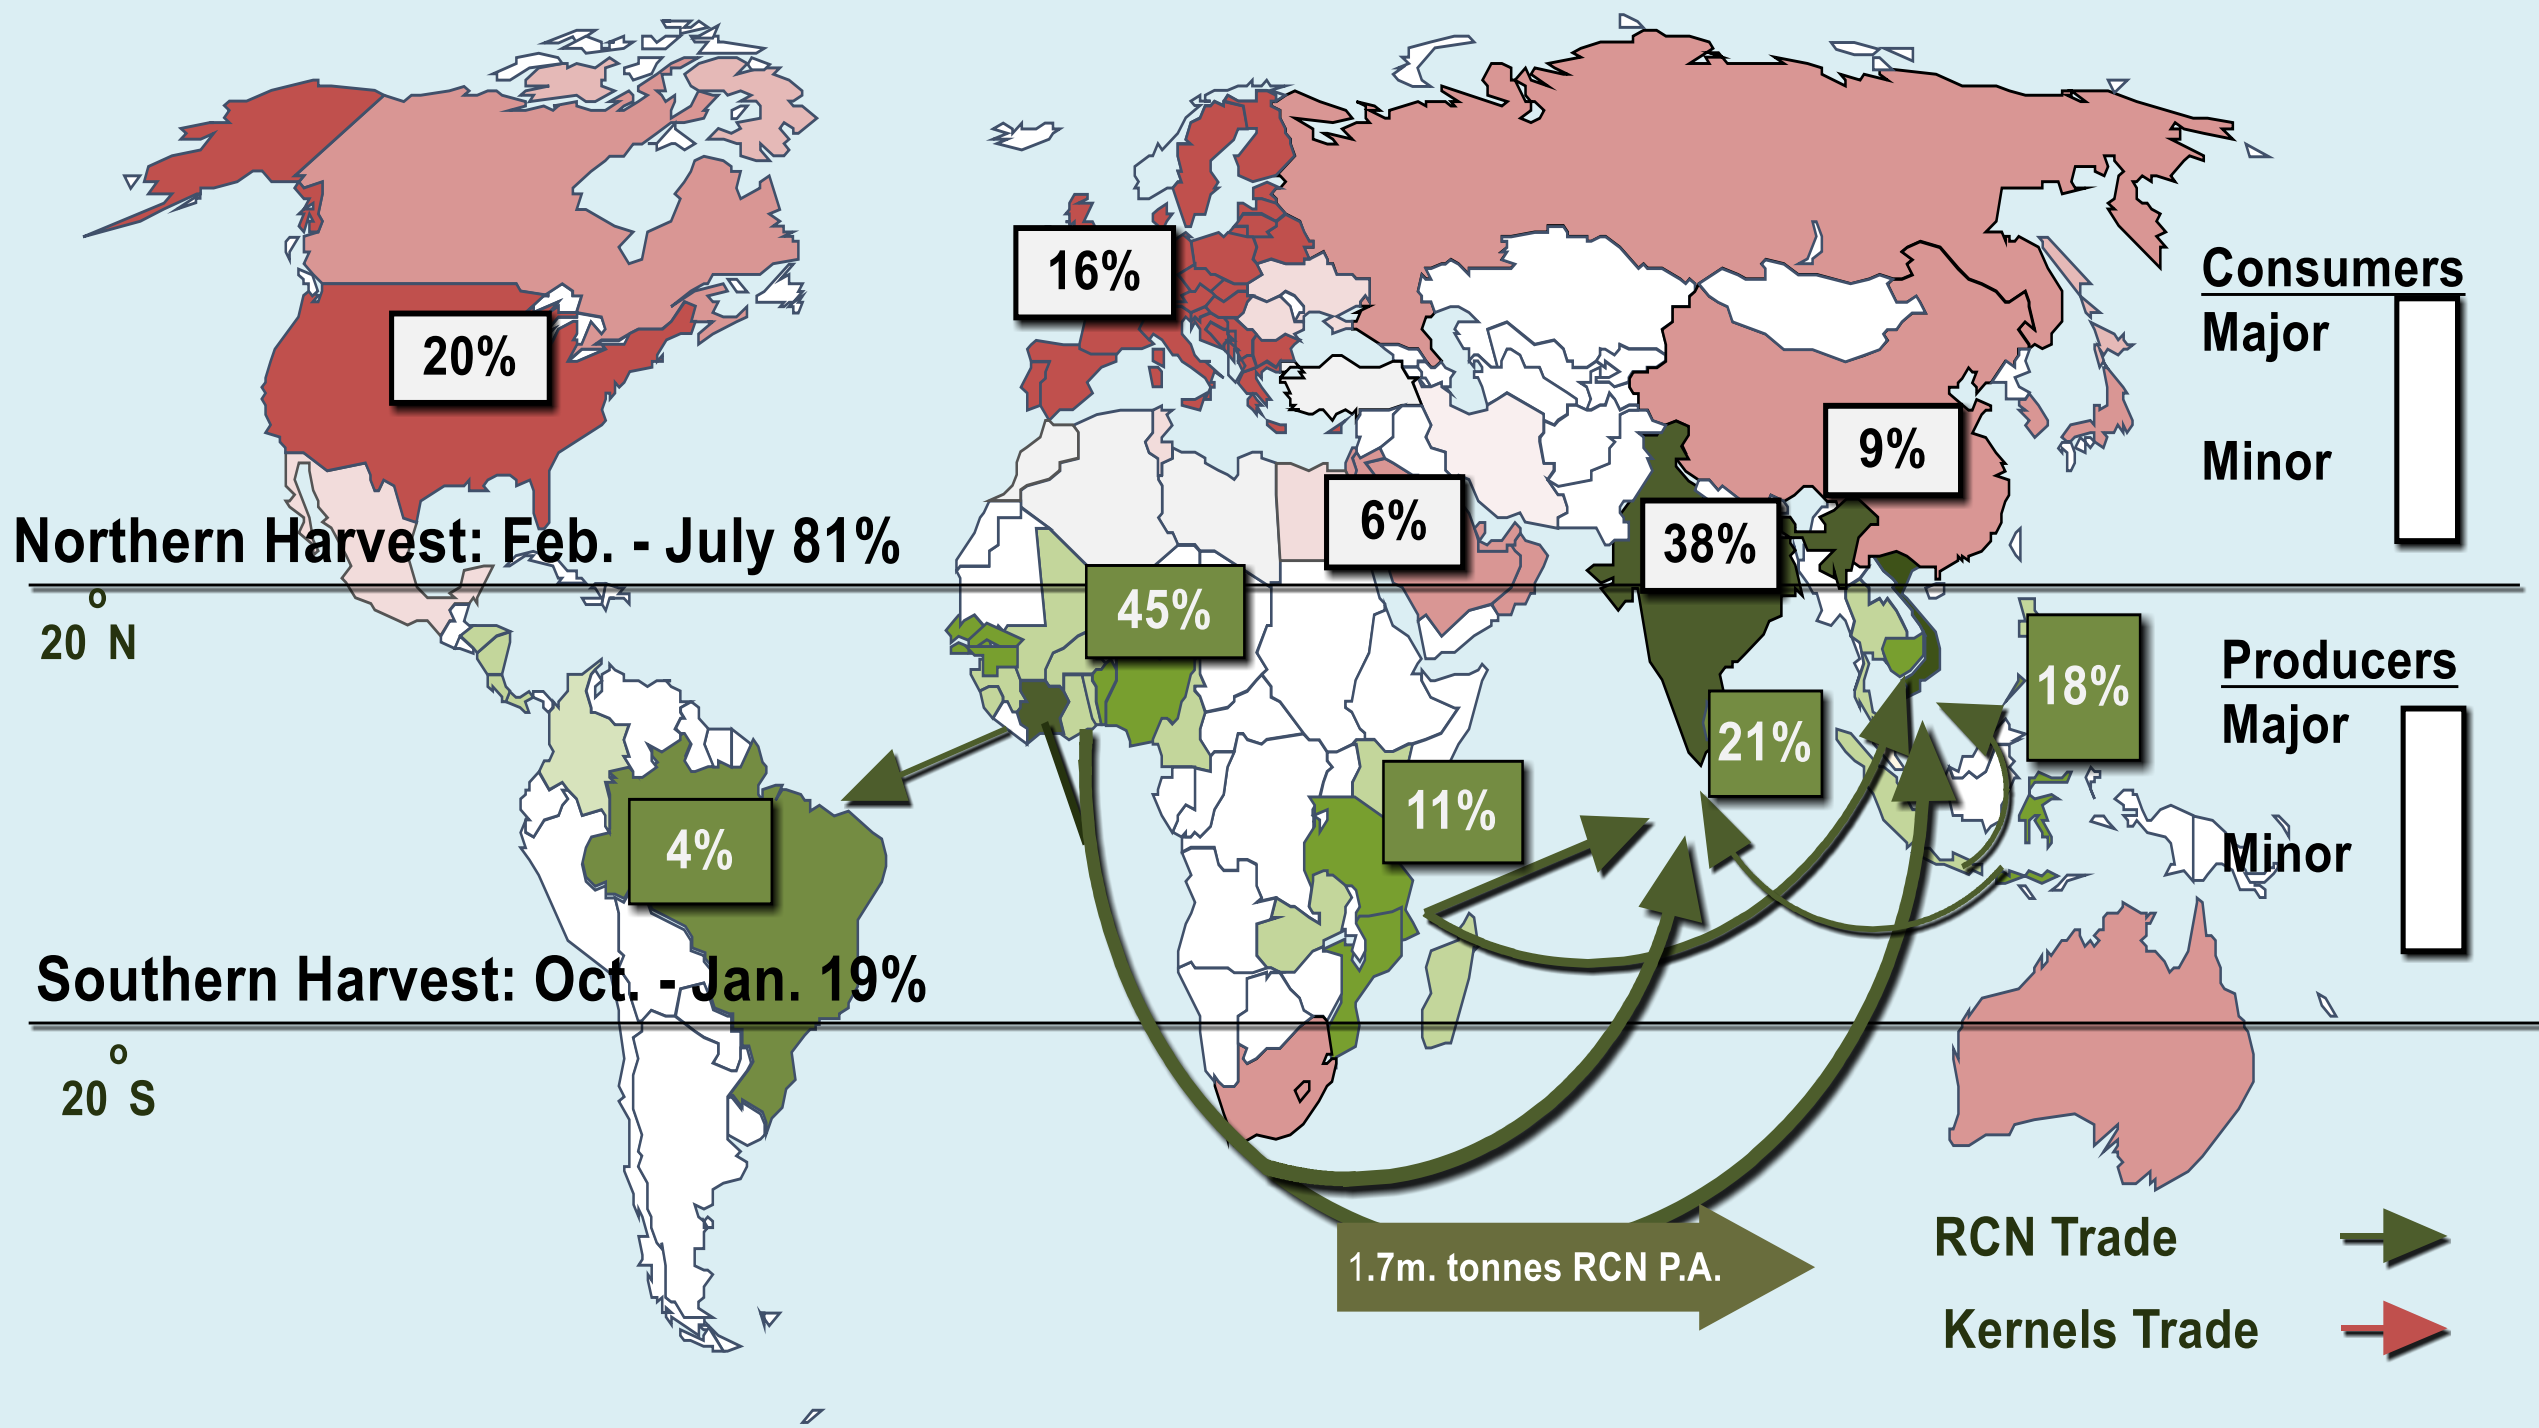 16%
Consumers
Major
20%
9%
Minor
6%
38%
Northern Harvest: Feb. - July 81%
o
20 N
45%
18%
Producers
Major
21%
11%
4%
Minor
Southern Harvest: Oct. - Jan. 19%
o
20 S
RCN Trade
1.7m. tonnes RCN P.A.
Kernels Trade